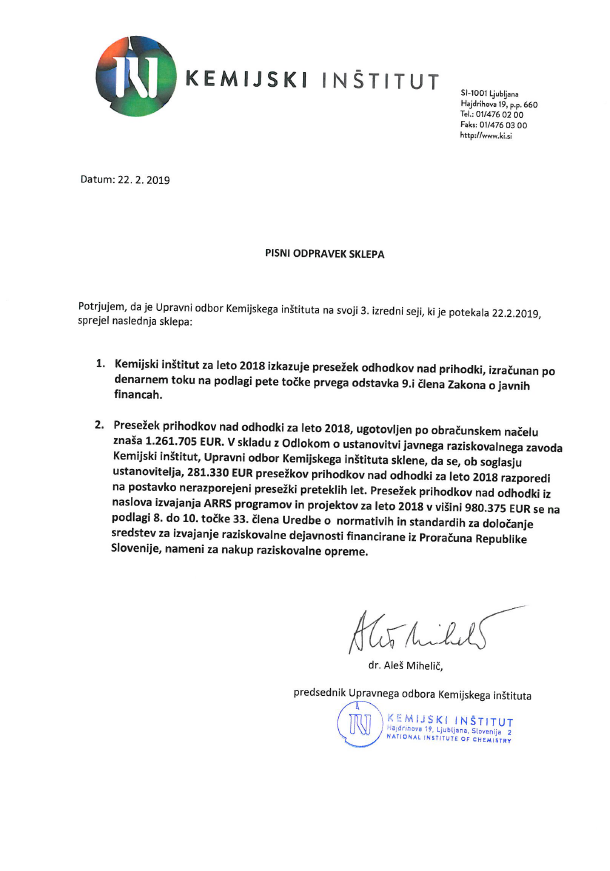 KEMIJSKI INŠTITUT
SI-1001 Ljubljana
Hajdrihova 19, p.p. 660
Tel.: 01/476 02 00
Faks: 01/476 03 00
http://www.ki.si
Datum: 22. 2. 2019
PISNI ODPRAVEK SKLEPA
Potrjujem, da je Upravni odbor Kemijskega inštituta na svoji 3. izredni seji, ki je potekala 22.2.2019,
sprejel naslednja sklepa:
1. Kemijski inštitut za leto 2018 izkazuje presežek odhodkov nad prihodki, izračunan po
denarnem toku na podlagi pete točke prvega odstavka 9.i člena Zakona o javnih
financah.
2. Presežek prihodkov nad odhodki za leto 2018, ugotovljen po obračunskem načelu
znaša 1.261.705 EUR. V skladu z Odlokom o ustanovitvi javnega raziskovalnega zavoda
Kemijski inštitut, Upravni odbor Kemijskega inštituta sklene, da se, ob soglasju
ustanovitelja, 281.330 EUR presežkov prihodkov nad odhodki za leto 2018 razporedi
na postavko nerazporejeni presežki preteklih let. Presežek prihodkov nad odhodki iz
naslova izvajanja ARRS programov in projektov za leto 2018 v višini 980.375 EUR se na
podlagi 8. do 10. točke 33. člena Uredbe o normativih in standardih za določanje
sredstev za izvajanje raziskovalne dejavnosti financirane iz Proračuna Republike
Slovenije, nameni za nakup raziskovalne opreme.
Aleš Mihelič
dr. Aleš Mihelič,
predsednik Upravnega odbora Kemijskega inštituta
KEMIJSKI INŠTITUT
Hajdrihova 19, Ljubljana, Slovenija 2
NATIONAL INSTITUTE OF CHEMISTRY